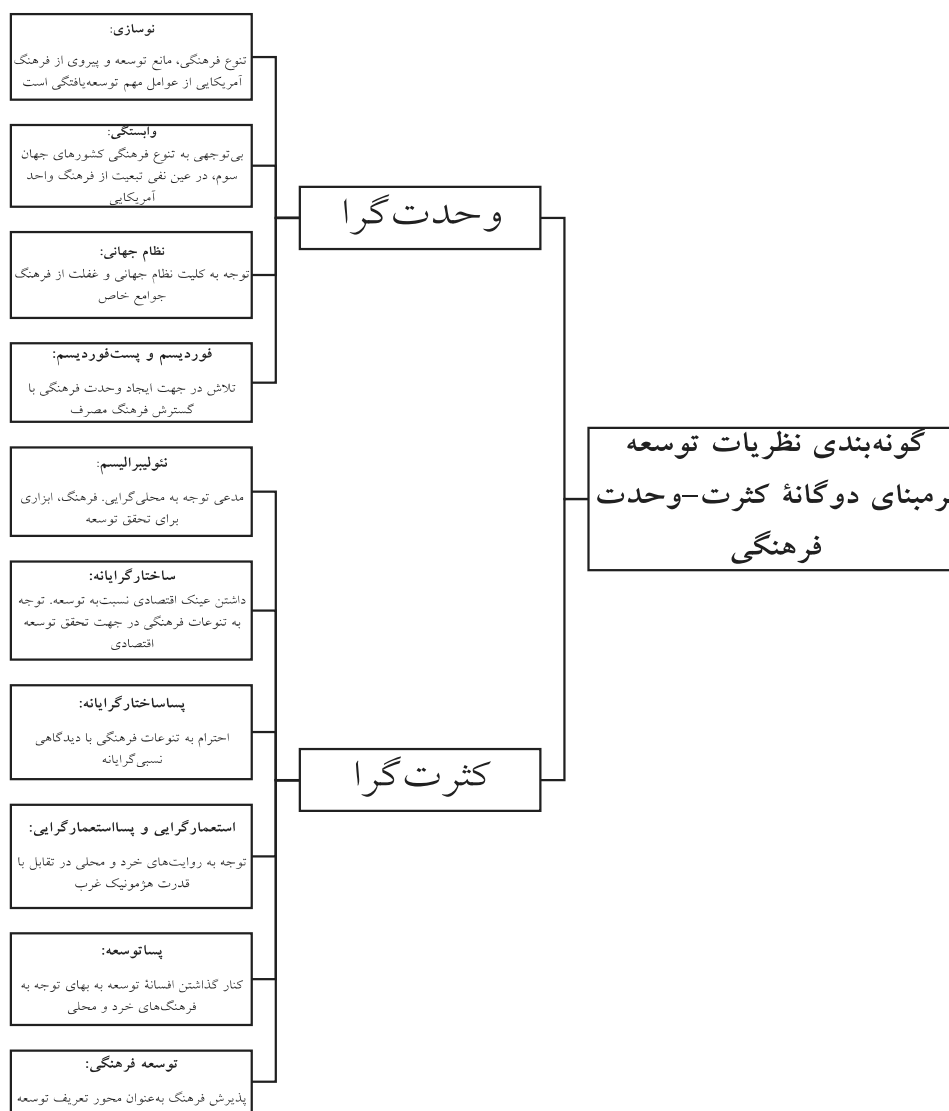 گونه‌بندی نظریات توسعه
برمبنای دوگانهٔ کثرت–وحدت
فرهنگی
وحدت‌گرا
نوسازی:
تنوع فرهنگی، مانع توسعه و پیروی از فرهنگ
آمریکایی از عوامل مهم توسعه‌یافتگی است
وابستگی:
بی‌توجهی به تنوع فرهنگی کشورهای جهان
سوم، در عین نفی تبعیت از فرهنگ واحد
آمریکایی
نظام جهانی:
توجه به کلیت نظام جهانی و غفلت از فرهنگ
جوامع خاص
فوردیسم و پست‌فوردیسم:
تلاش در جهت ایجاد وحدت فرهنگی با
گسترش فرهنگ مصرف
کثرت‌گرا
نئولیبرالیسم:
مدعی توجه به محلی‌گرایی. فرهنگ، ابزاری
برای تحقق توسعه
ساختارگرایانه:
داشتن عینک اقتصادی نسبت‌به توسعه. توجه
به تنوعات فرهنگی در جهت تحقق توسعه
اقتصادی
پساساختارگرایانه:
احترام به تنوعات فرهنگی با دیدگاهی
نسبی‌گرایانه
استعمارگرایی و پسااستعمارگرایی:
توجه به روایت‌های خرد و محلی در تقابل با
قدرت هژمونیک غرب
پساتوسعه:
کنار گذاشتن افسانهٔ توسعه به بهای توجه به
فرهنگ‌های خرد و محلی
توسعه فرهنگی:
پذیرش فرهنگ به‌عنوان محور تعریف توسعه